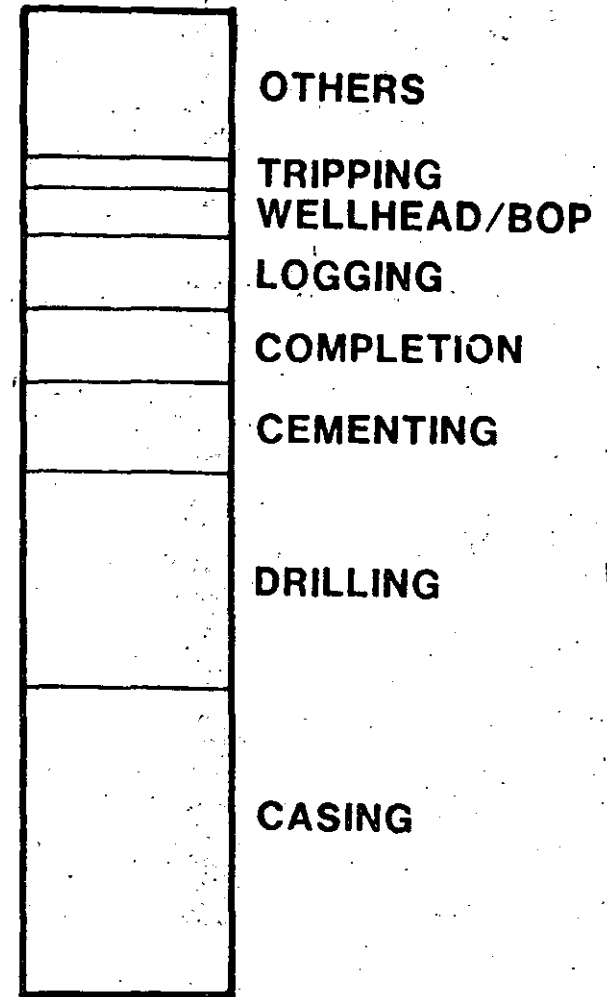 OTHERS
TRIPPING
WELLHEAD/BOP
LOGGING
COMPLETION
CEMENTING
DRILLING
CASING